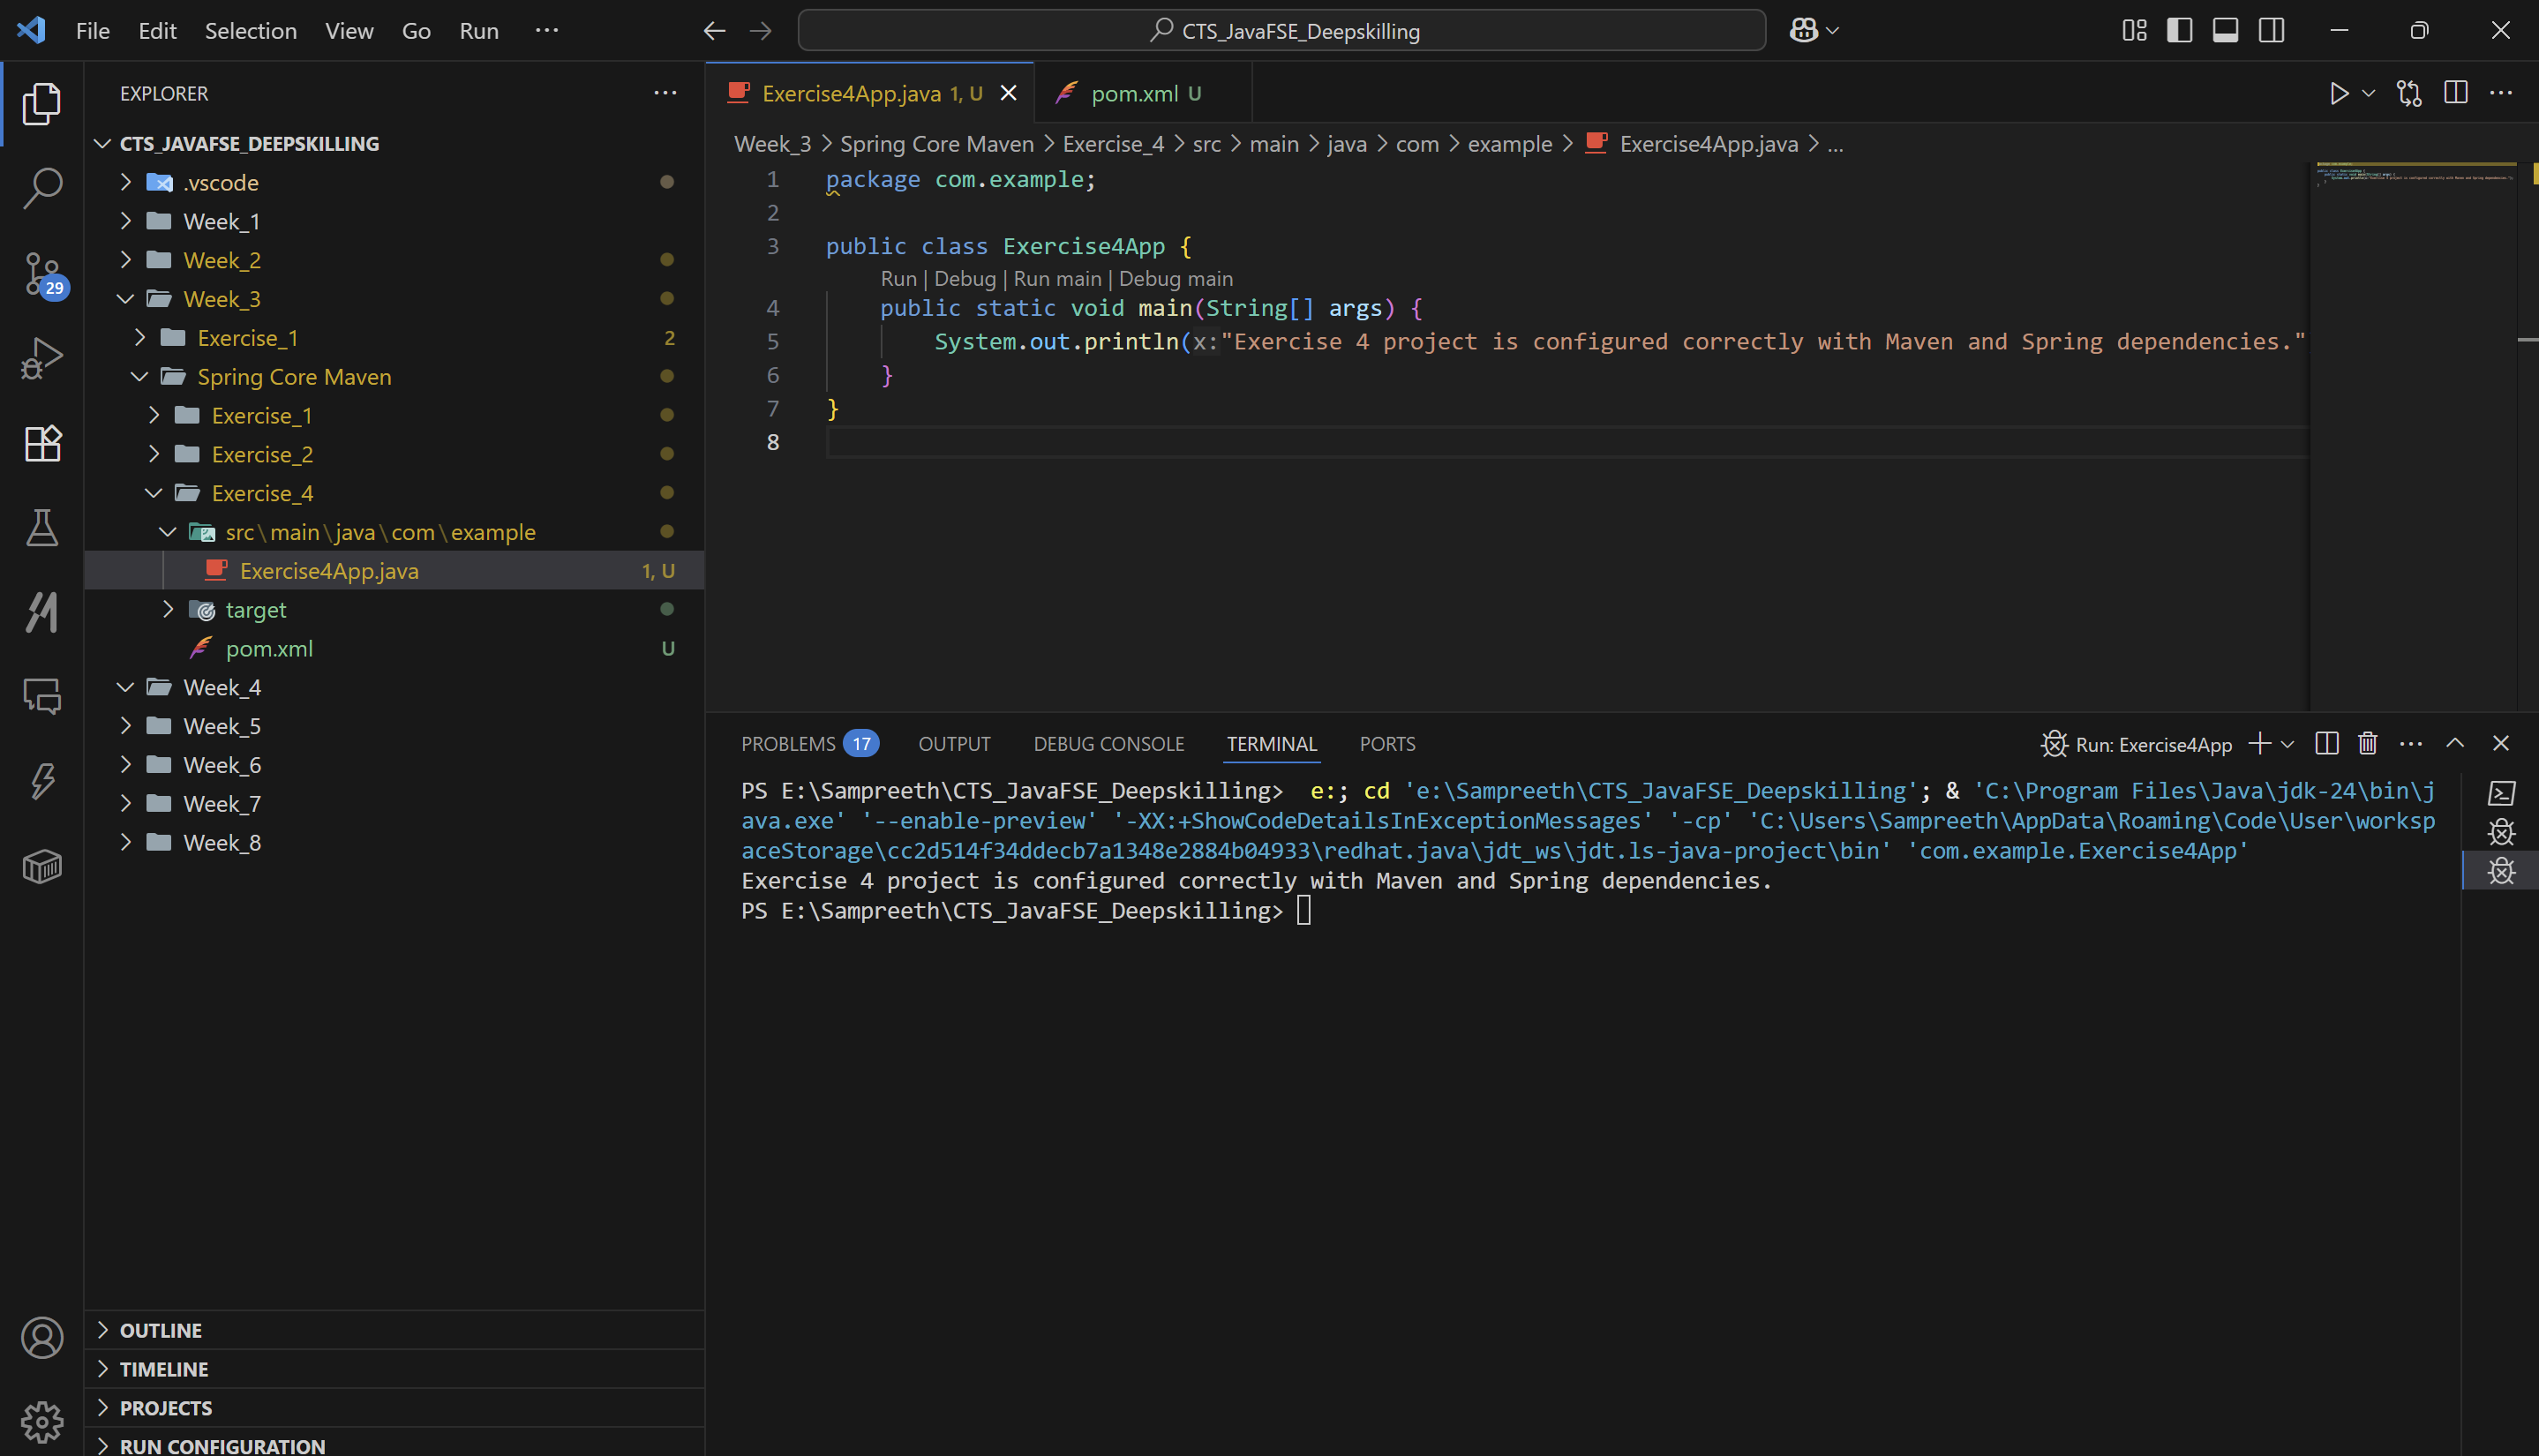 File Edit Selection View Go Run ··· CTS_JavaFSE_Deepskilling
EXPLORER
CTS_JAVAFSE_DEEPSKILLING
.vscode
Week_1
Week_2
Week_3
Exercise_1 2
Spring Core Maven
Exercise_1
Exercise_2
Exercise_4
src\main\java\com\example
Exercise4App.java 1, U
target
pom.xml U
Week_4
Week_5
Week_6
Week_7
Week_8
OUTLINE
TIMELINE
PROJECTS
RUN CONFIGURATION
29
Exercise4App.java 1, U pom.xml U
Week_3 > Spring Core Maven > Exercise_4 > src > main > java > com > example > Exercise4App.java > ...
1 package com.example;
2
3 public class Exercise4App {
Run | Debug | Run main | Debug main
4 public static void main(String[] args) {
5 System.out.println(x:"Exercise 4 project is configured correctly with Maven and Spring dependencies."
6 }
7 }
8
PROBLEMS 17 OUTPUT DEBUG CONSOLE TERMINAL PORTS Run: Exercise4App
PS E:\Sampreeth\CTS_JavaFSE_Deepskilling> e:; cd 'e:\Sampreeth\CTS_JavaFSE_Deepskilling'; & 'C:\Program Files\Java\jdk-24\bin\j
ava.exe' '--enable-preview' '-XX:+ShowCodeDetailsInExceptionMessages' '-cp' 'C:\Users\Sampreeth\AppData\Roaming\Code\User\worksp
aceStorage\cc2d514f34ddecb7a1348e2884b04933\redhat.java\jdt_ws\jdt.ls-java-project\bin' 'com.example.Exercise4App'
Exercise 4 project is configured correctly with Maven and Spring dependencies.
PS E:\Sampreeth\CTS_JavaFSE_Deepskilling>